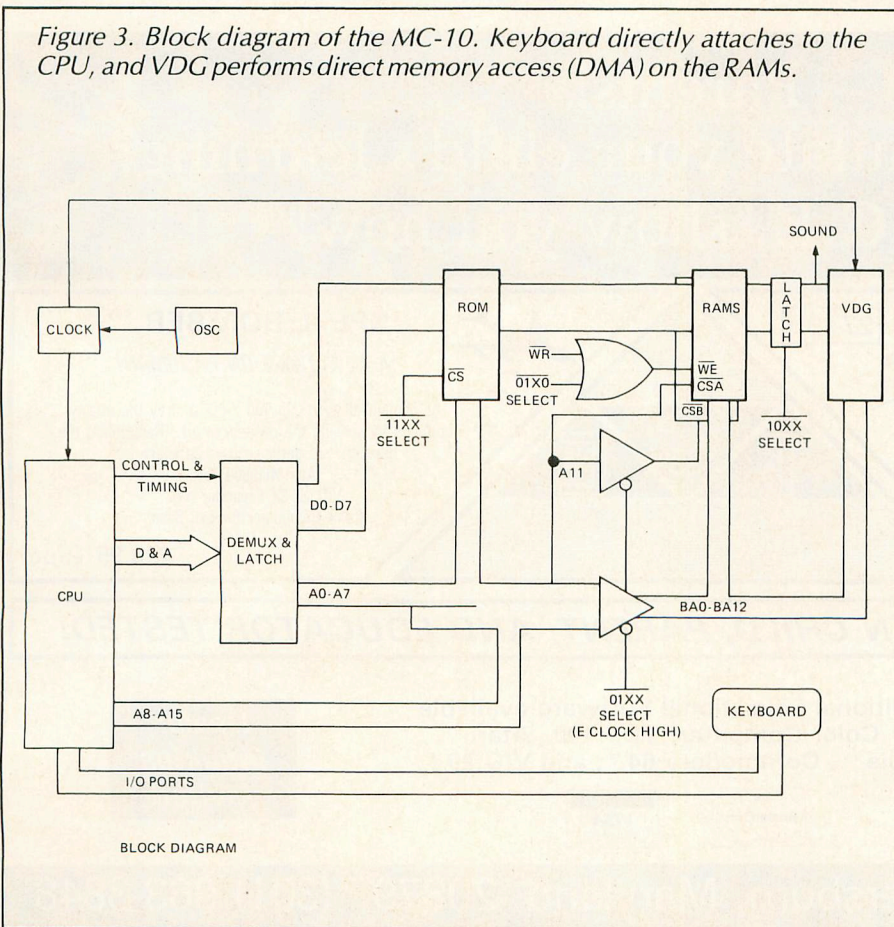 Figure 3. Block diagram of the MC-10. Keyboard directly attaches to the
CPU, and VDG performs direct memory access (DMA) on the RAMs.
SOUND
CLOCK
OSC
ROM
RAMS
LATCH
VDG
WR
WE
CS
01X0
SELECT
CSA
CSB
11XX
SELECT
10XX
SELECT
A11
CONTROL &
TIMING
D0-D7
D & A
DEMUX &
LATCH
CPU
A0-A7
BA0-BA12
A8-A15
01XX
SELECT
(E CLOCK HIGH)
KEYBOARD
I/O PORTS
BLOCK DIAGRAM